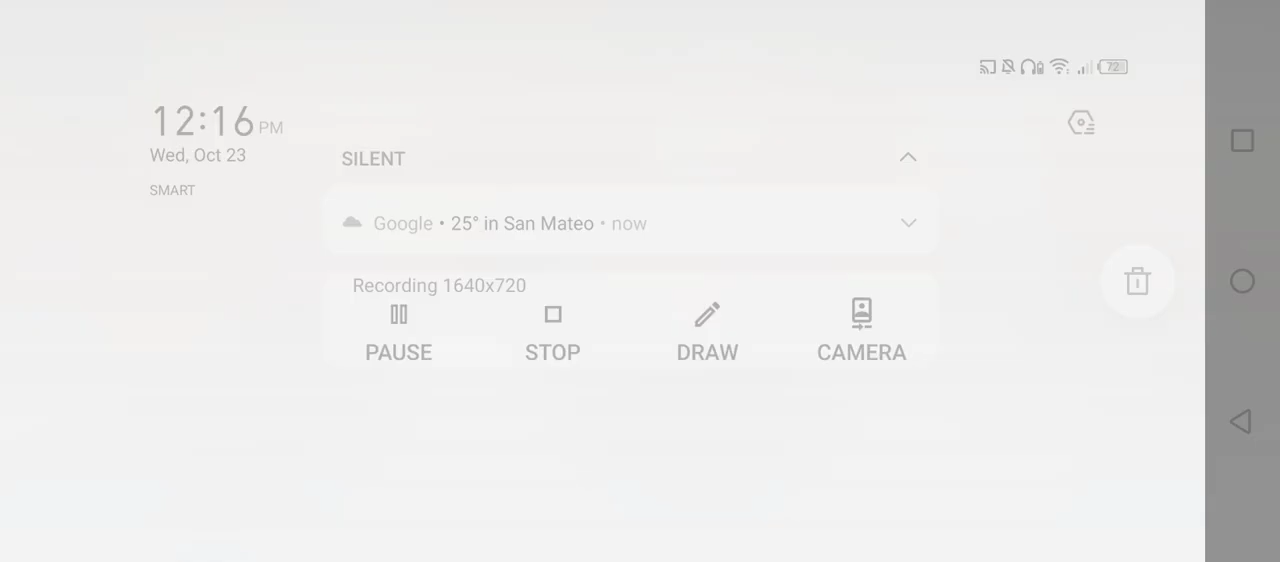 72
12:16 PM
Wed, Oct 23
SMART
SILENT
Google • 25° in San Mateo • now
Recording 1640x720
PAUSE STOP DRAW CAMERA